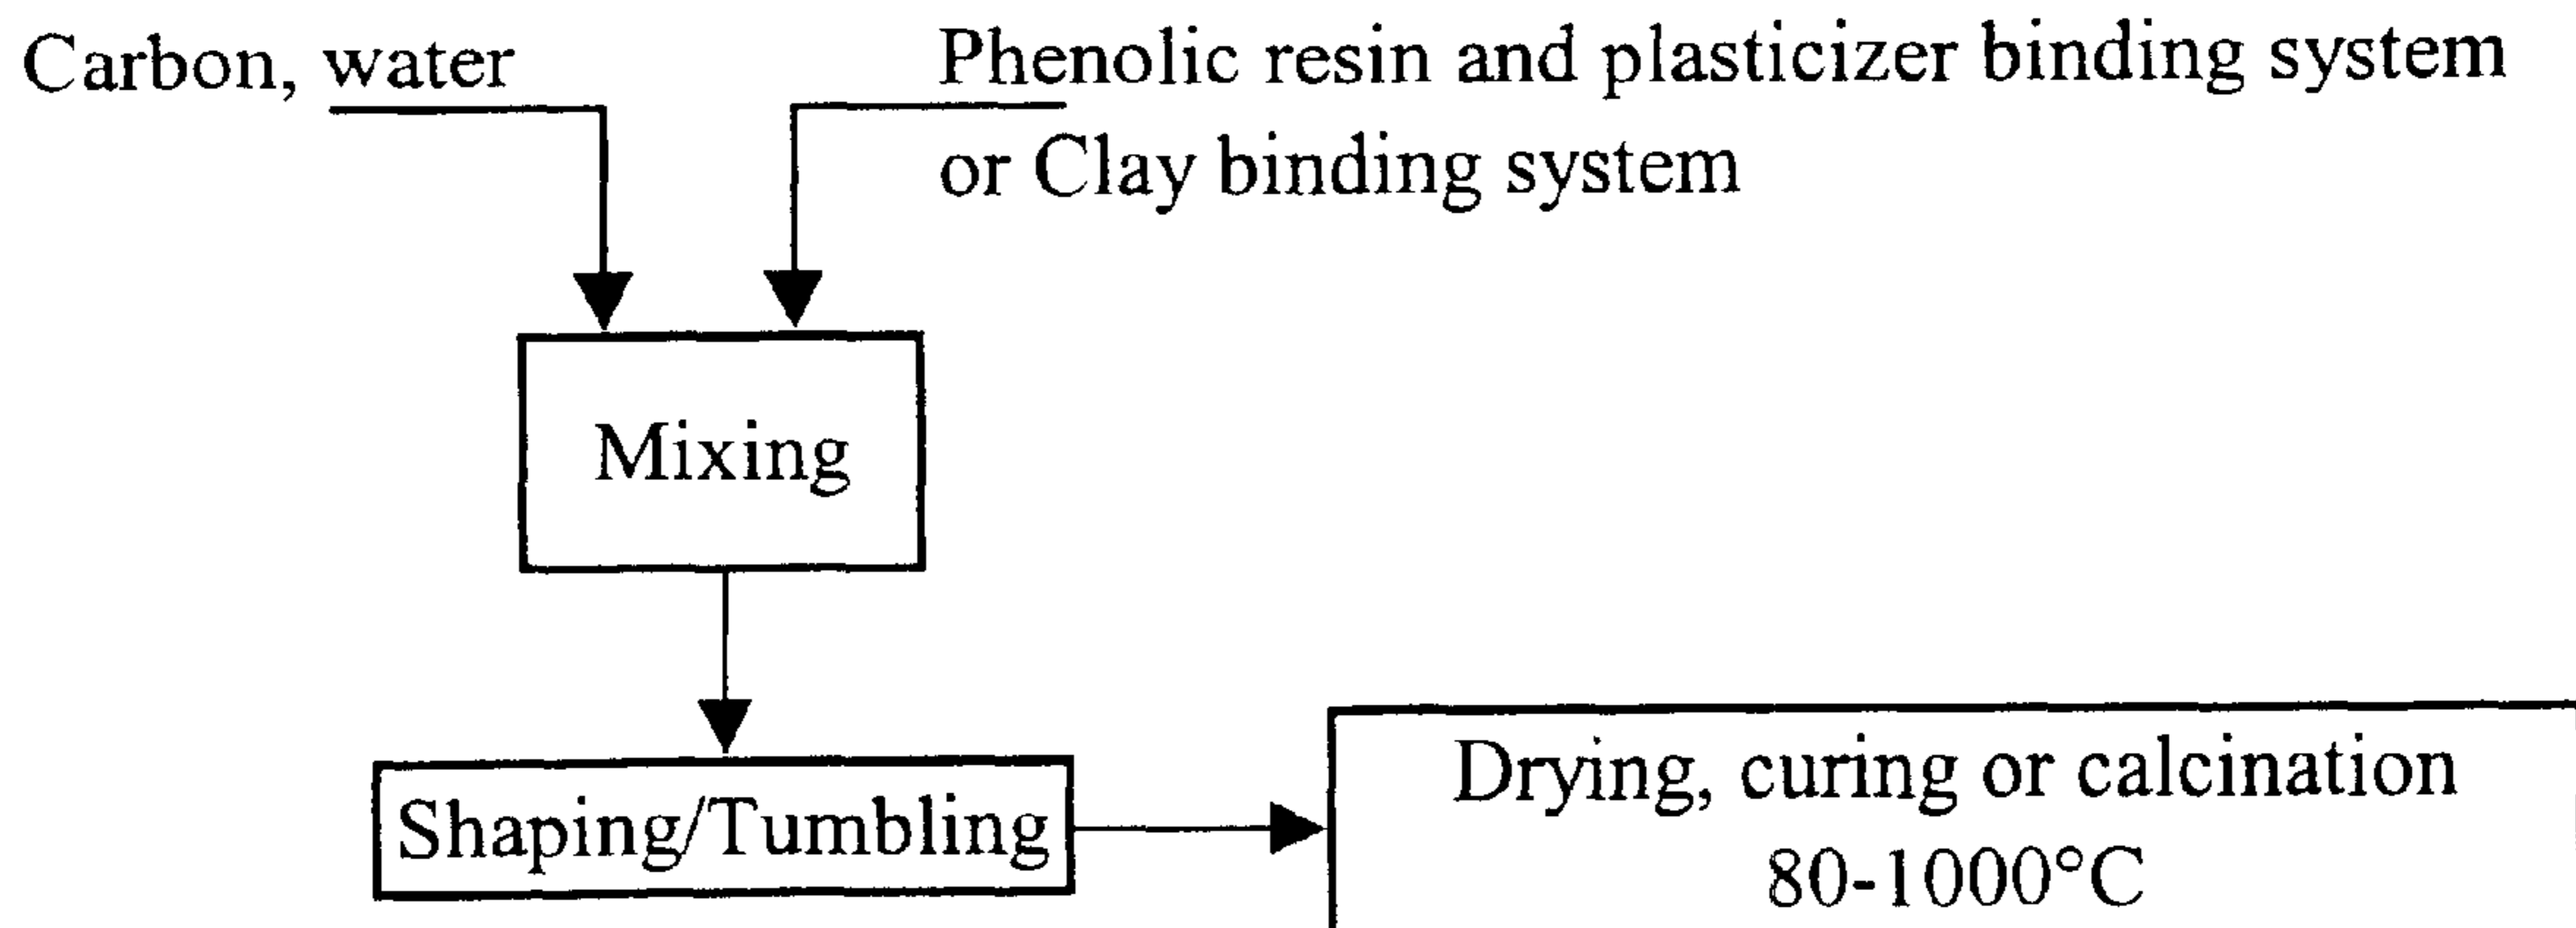 Carbon, water
Phenolic resin and plasticizer binding system
or Clay binding system
Mixing
Shaping/Tumbling
Drying, curing or calcination
80-1000°C